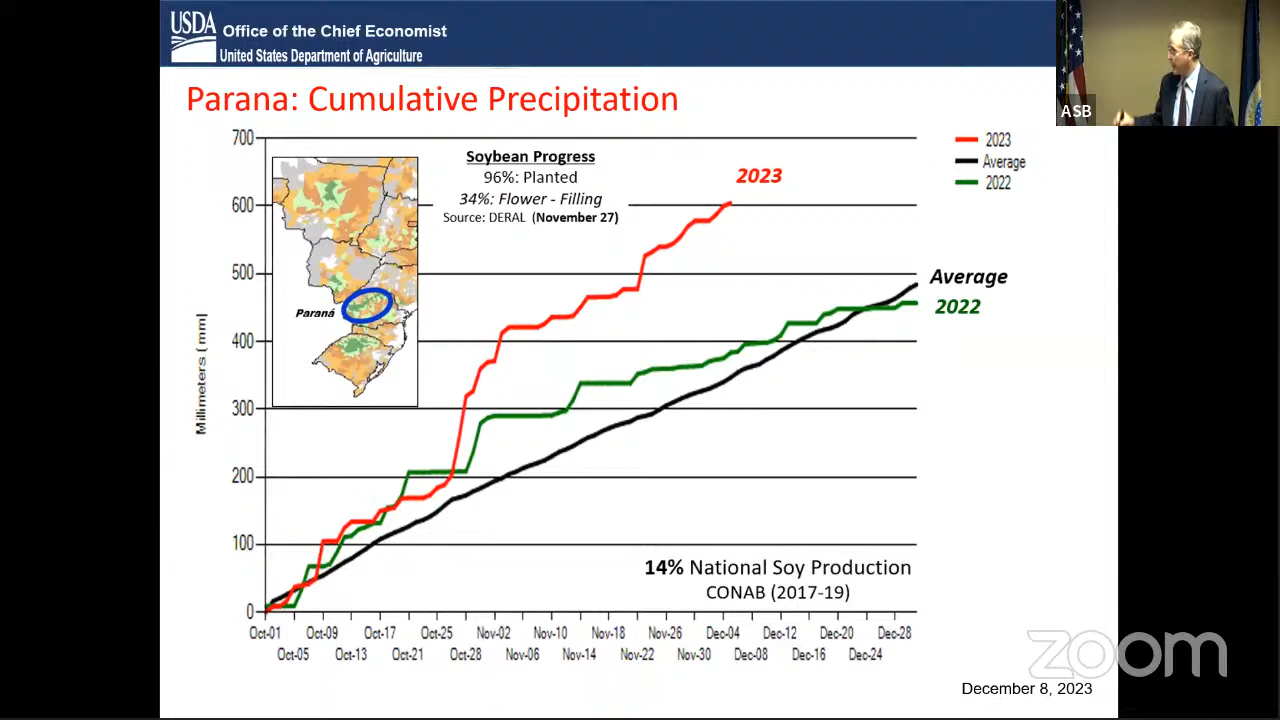 USDA
Office of the Chief Economist
United States Department of Agriculture
ASB
Parana: Cumulative Precipitation
2023
Average
2022
Soybean Progress
96%: Planted
34%: Flower - Filling
Source: DERAL (November 27)
2023
Paraná
Average
2022
Millimeters (mm)
700
600
500
400
300
200
100
0
14% National Soy Production
CONAB (2017-19)
Oct-01 Oct-09 Oct-17 Oct-25 Nov-02 Nov-10 Nov-18 Nov-26 Dec-04 Dec-12 Dec-20 Dec-28
Oct-05 Oct-13 Oct-21 Oct-28 Nov-06 Nov-14 Nov-22 Nov-30 Dec-08 Dec-16 Dec-24
zoom
December 8, 2023